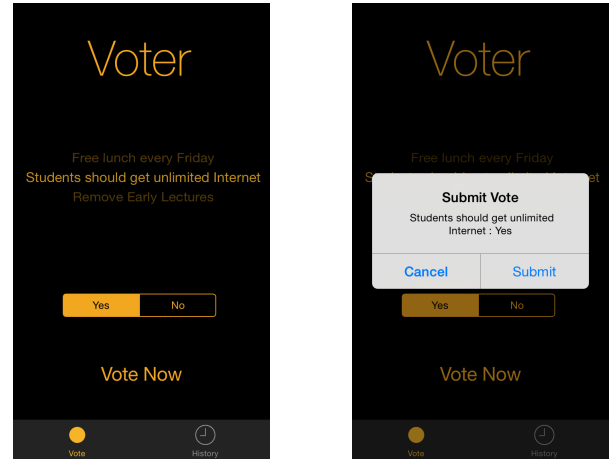 Voter
Free lunch every Friday
Students should get unlimited Internet
Remove Early Lectures
Yes No
Vote Now
Vote History
Voter
Free lunch every Friday
S et
Submit Vote
Students should get unlimited
Internet : Yes
Cancel Submit
Yes No
Vote Now
Vote History